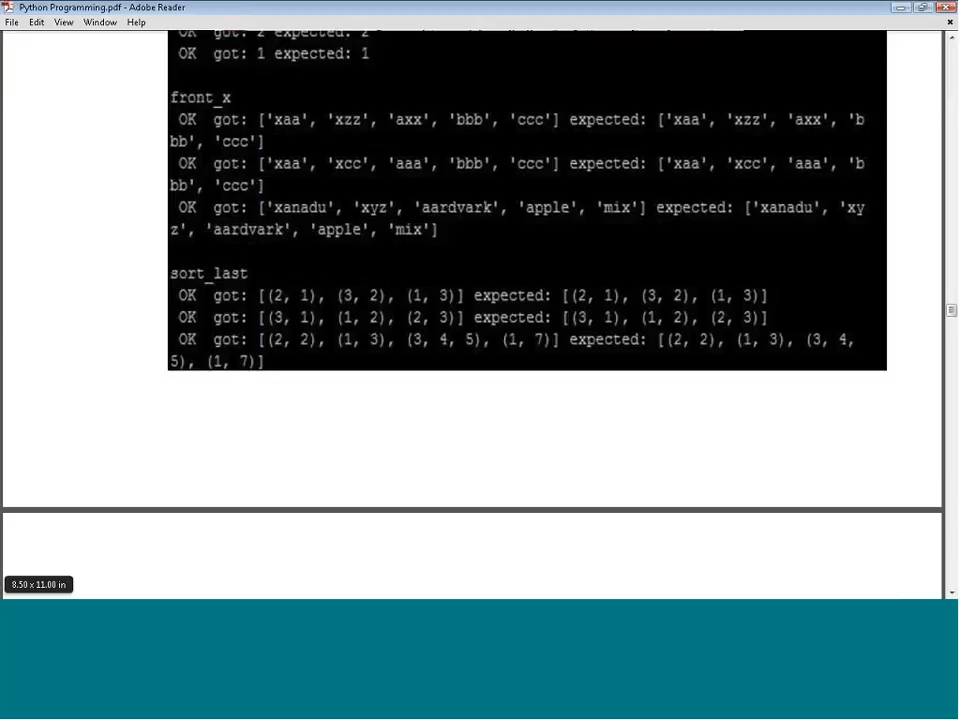 Python Programming.pdf - Adobe Reader
File Edit View Window Help
OK got: 2 expected: 2
OK got: 1 expected: 1
front_x
OK got: ['xaa', 'xzz', 'axx', 'bbb', 'ccc'] expected: ['xaa', 'xzz', 'axx', 'b
bb', 'ccc']
OK got: ['xaa', 'xcc', 'aaa', 'bbb', 'ccc'] expected: ['xaa', 'xcc', 'aaa', 'b
bb', 'ccc']
OK got: ['xanadu', 'xyz', 'aardvark', 'apple', 'mix'] expected: ['xanadu', 'xy
z', 'aardvark', 'apple', 'mix']
sort_last
OK got: [(2, 1), (3, 2), (1, 3)] expected: [(2, 1), (3, 2), (1, 3)]
OK got: [(3, 1), (1, 2), (2, 3)] expected: [(3, 1), (1, 2), (2, 3)]
OK got: [(2, 2), (1, 3), (3, 4, 5), (1, 7)] expected: [(2, 2), (1, 3), (3, 4,
5), (1, 7)]
8.50 x 11.00 in